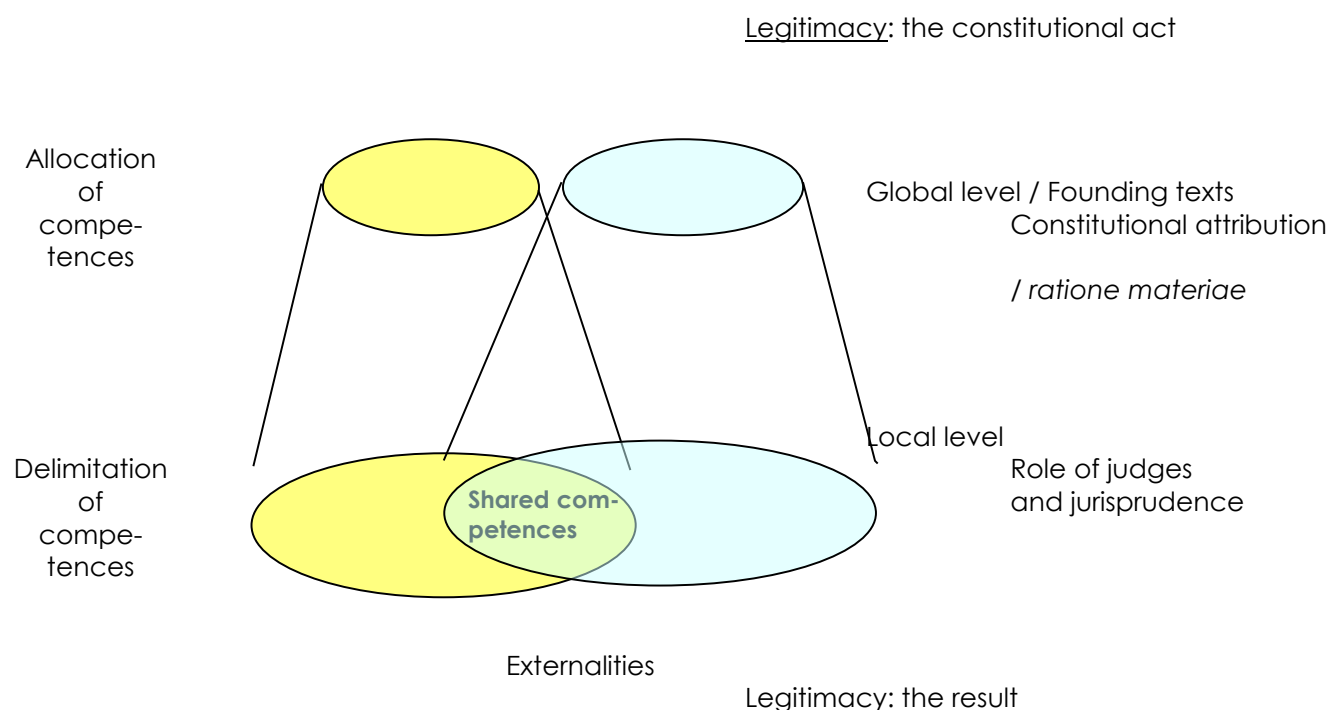 Legitimacy: the constitutional act
Allocation
of
compe-
tences
Global level / Founding texts
Constitutional attribution
/ ratione materiae
Delimitation
of
compe-
tences
Shared com-
petences
Local level
Role of judges
and jurisprudence
Externalities
Legitimacy: the result